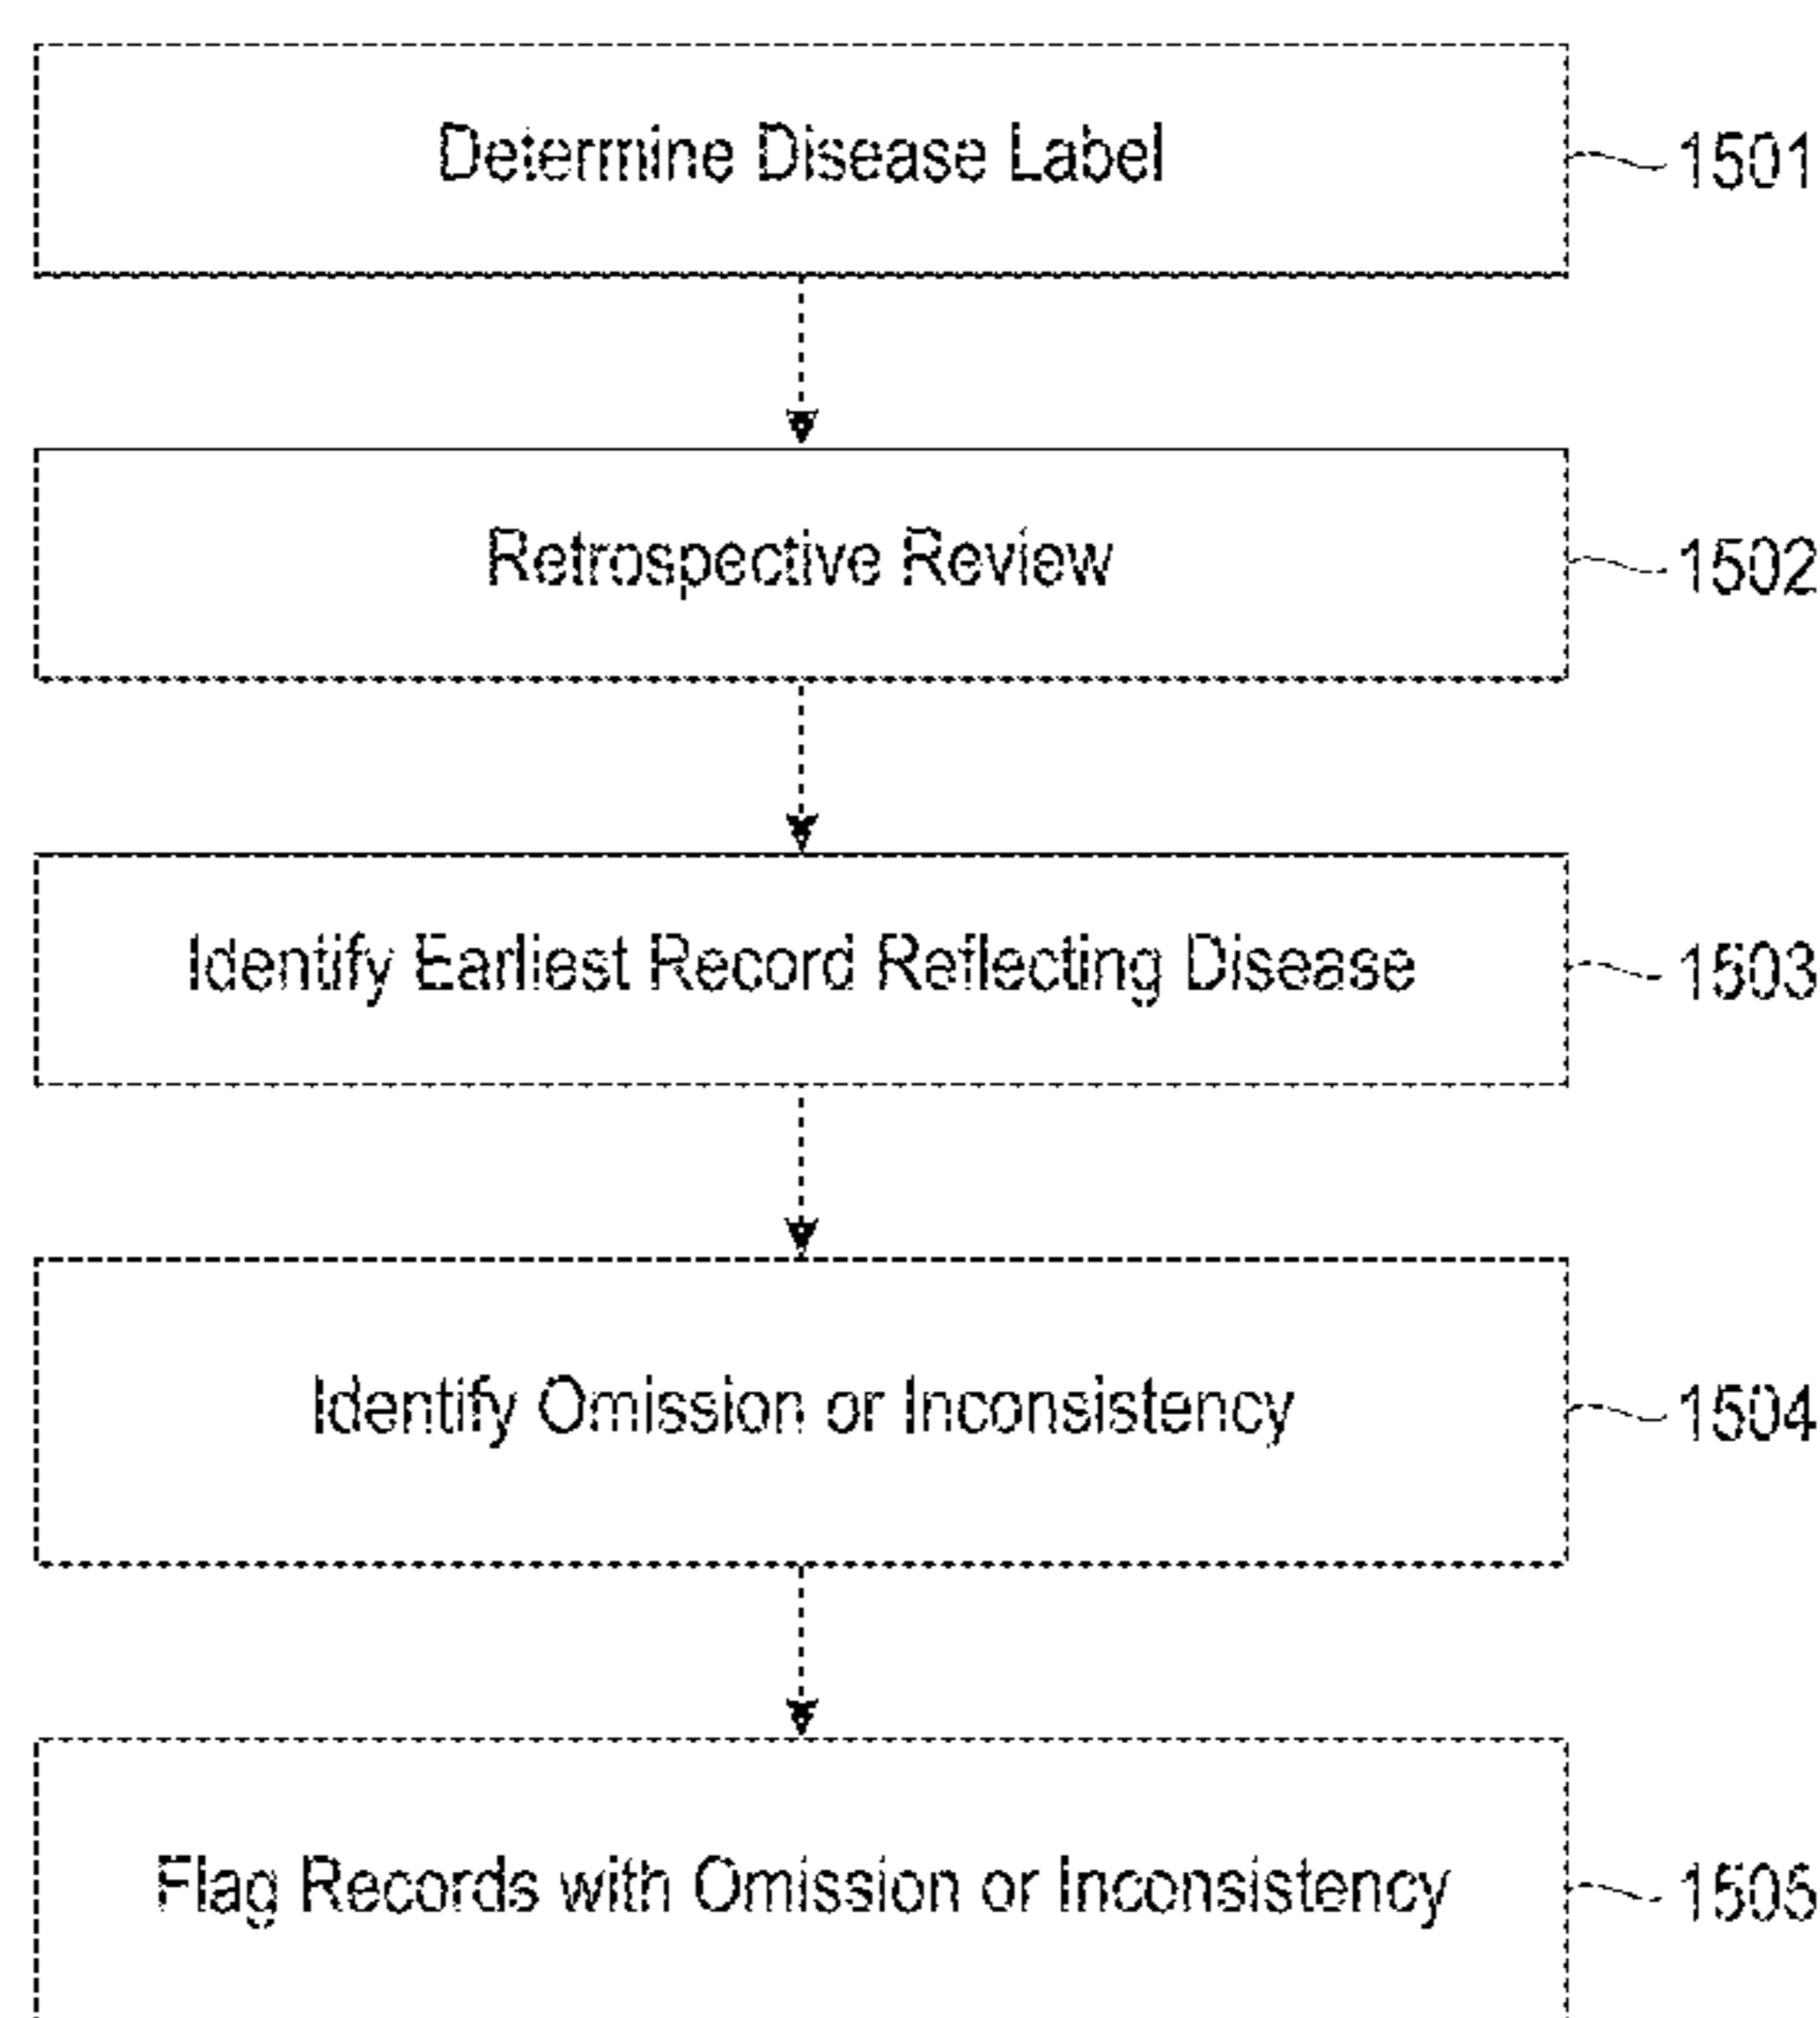 Determine Disease Label
1501
Retrospective Review
1502
Identify Earliest Record Reflecting Disease
1503
Identify Omission or Inconsistency
1504
Flag Records with Omission or Inconsistency
1505